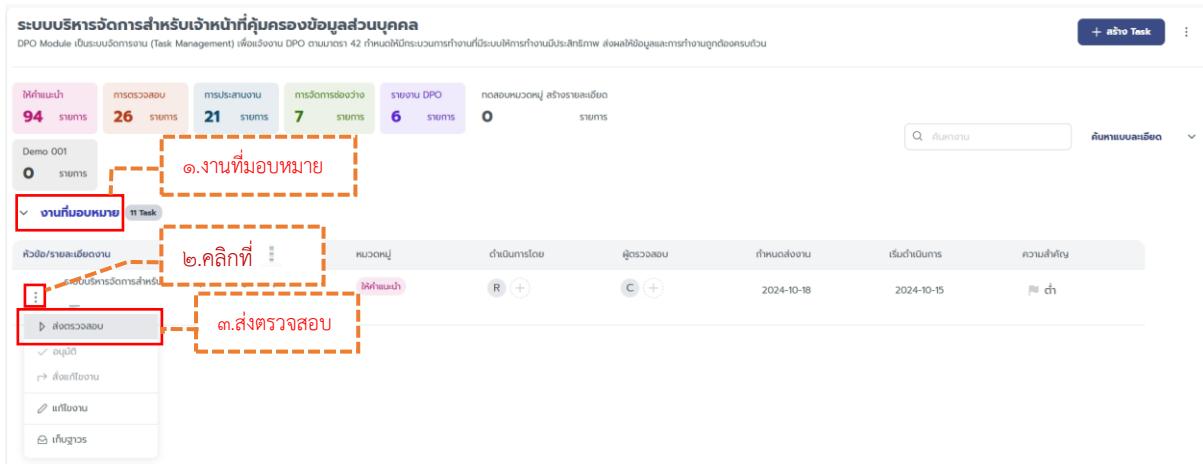 ระบบบริหารจัดการสำหรับเจ้าหน้าที่คุ้มครองข้อมูลส่วนบุคคล
DPO Module เป็นระบบจัดการงาน (Task Management) เพื่อแจ้งงาน DPO ตามมาตรา 42 กำหนดให้มีกระบวนการทำงานที่มีระบบให้การทำงานมีประสิทธิภาพ ส่งผลให้ข้อมูลและการทำงานถูกต้องครบถ้วน
+ สร้าง Task
ให้คำแนะนำ การตรวจสอบ การประสานงาน การจัดการช่องว่าง รายงาน DPO ทดสอบหมวดหมู่ สร้างรายละเอียด
94 รายการ 26 รายการ 21 รายการ 7 รายการ 6 รายการ 0 รายการ
ค้นหางาน ค้นหาแบบละเอียด
Demo 001
0 รายการ
๑.งานที่มอบหมาย
งานที่มอบหมาย 11 Task
๒.คลิกที่
หัวข้อ/รายละเอียดงาน หมวดหมู่ ดำเนินการโดย ผู้ตรวจสอบ กำหนดส่งงาน เริ่มดำเนินการ ความสำคัญ
ระบบบริหารจัดการสำหรับ ให้คำแนะนำ R C 2024-10-18 2024-10-15 ต่ำ
๓.ส่งตรวจสอบ
ส่งตรวจสอบ
อนุมัติ
สั่งแก้ไขงาน
แก้ไขงาน
เก็บถาวร